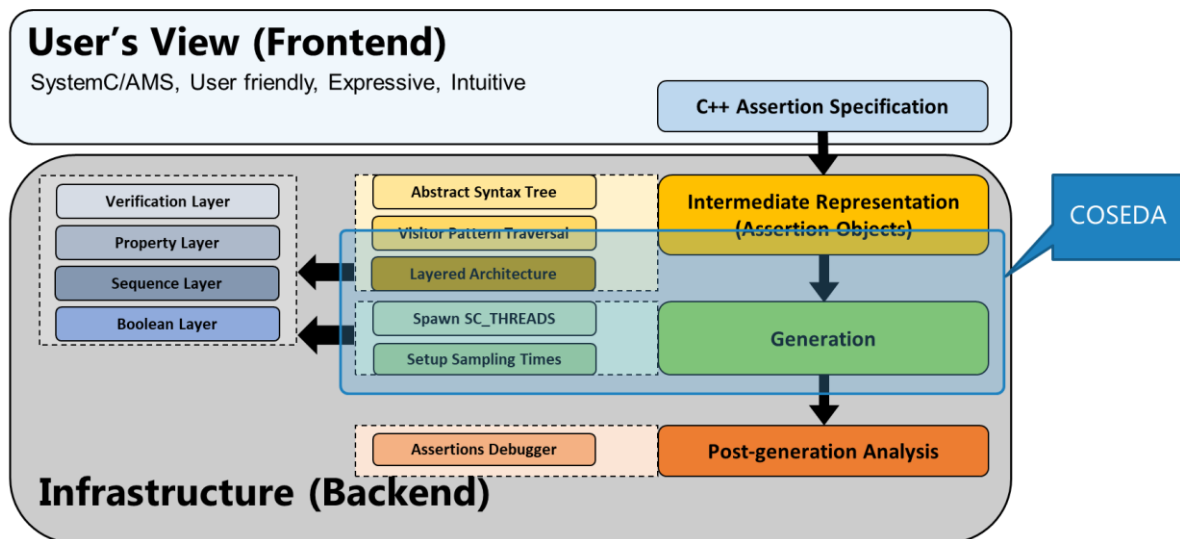 User's View (Frontend)
SystemC/AMS, User friendly, Expressive, Intuitive
C++ Assertion Specification
Verification Layer
Property Layer
Sequence Layer
Boolean Layer
Abstract Syntax Tree
Visitor Pattern Traversal
Layered Architecture
Spawn SC_THREADS
Setup Sampling Times
Assertions Debugger
Intermediate Representation
(Assertion Objects)
Generation
Post-generation Analysis
COSEDA
Infrastructure (Backend)